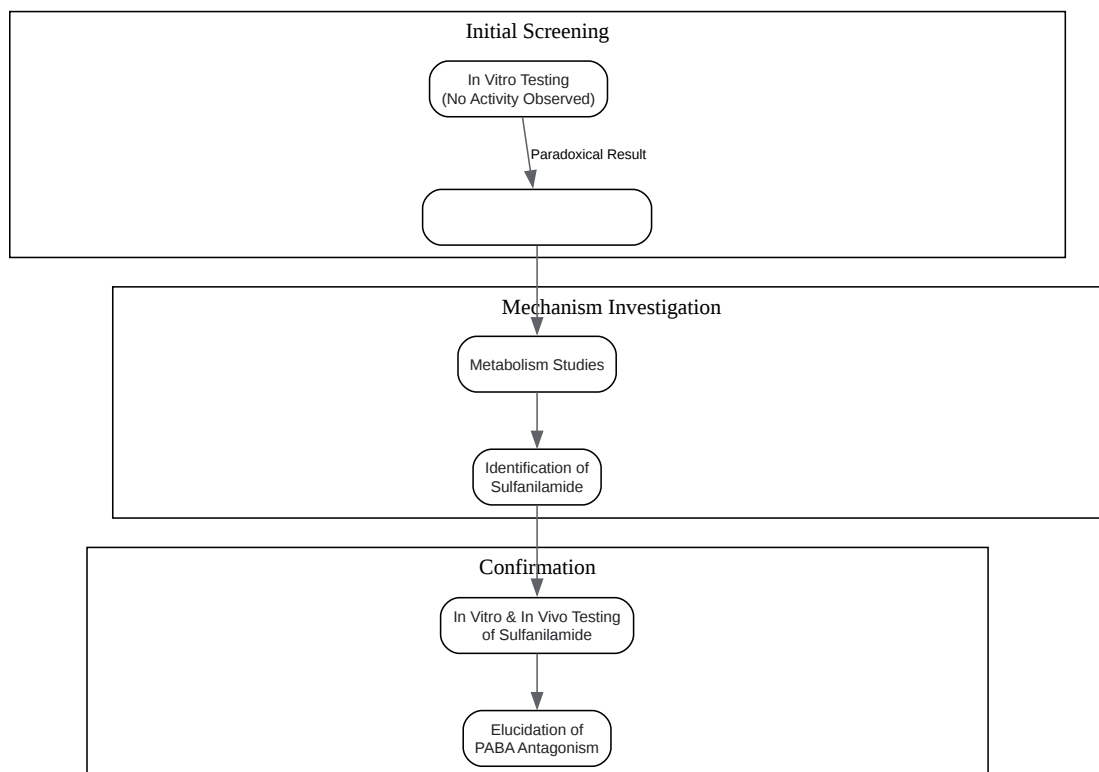 Initial Screening
In Vitro Testing
(No Activity Observed)
Paradoxical Result
Mechanism Investigation
Metabolism Studies
Identification of
Sulfanilamide
Confirmation
In Vitro & In Vivo Testing
of Sulfanilamide
Elucidation of
PABA Antagonism